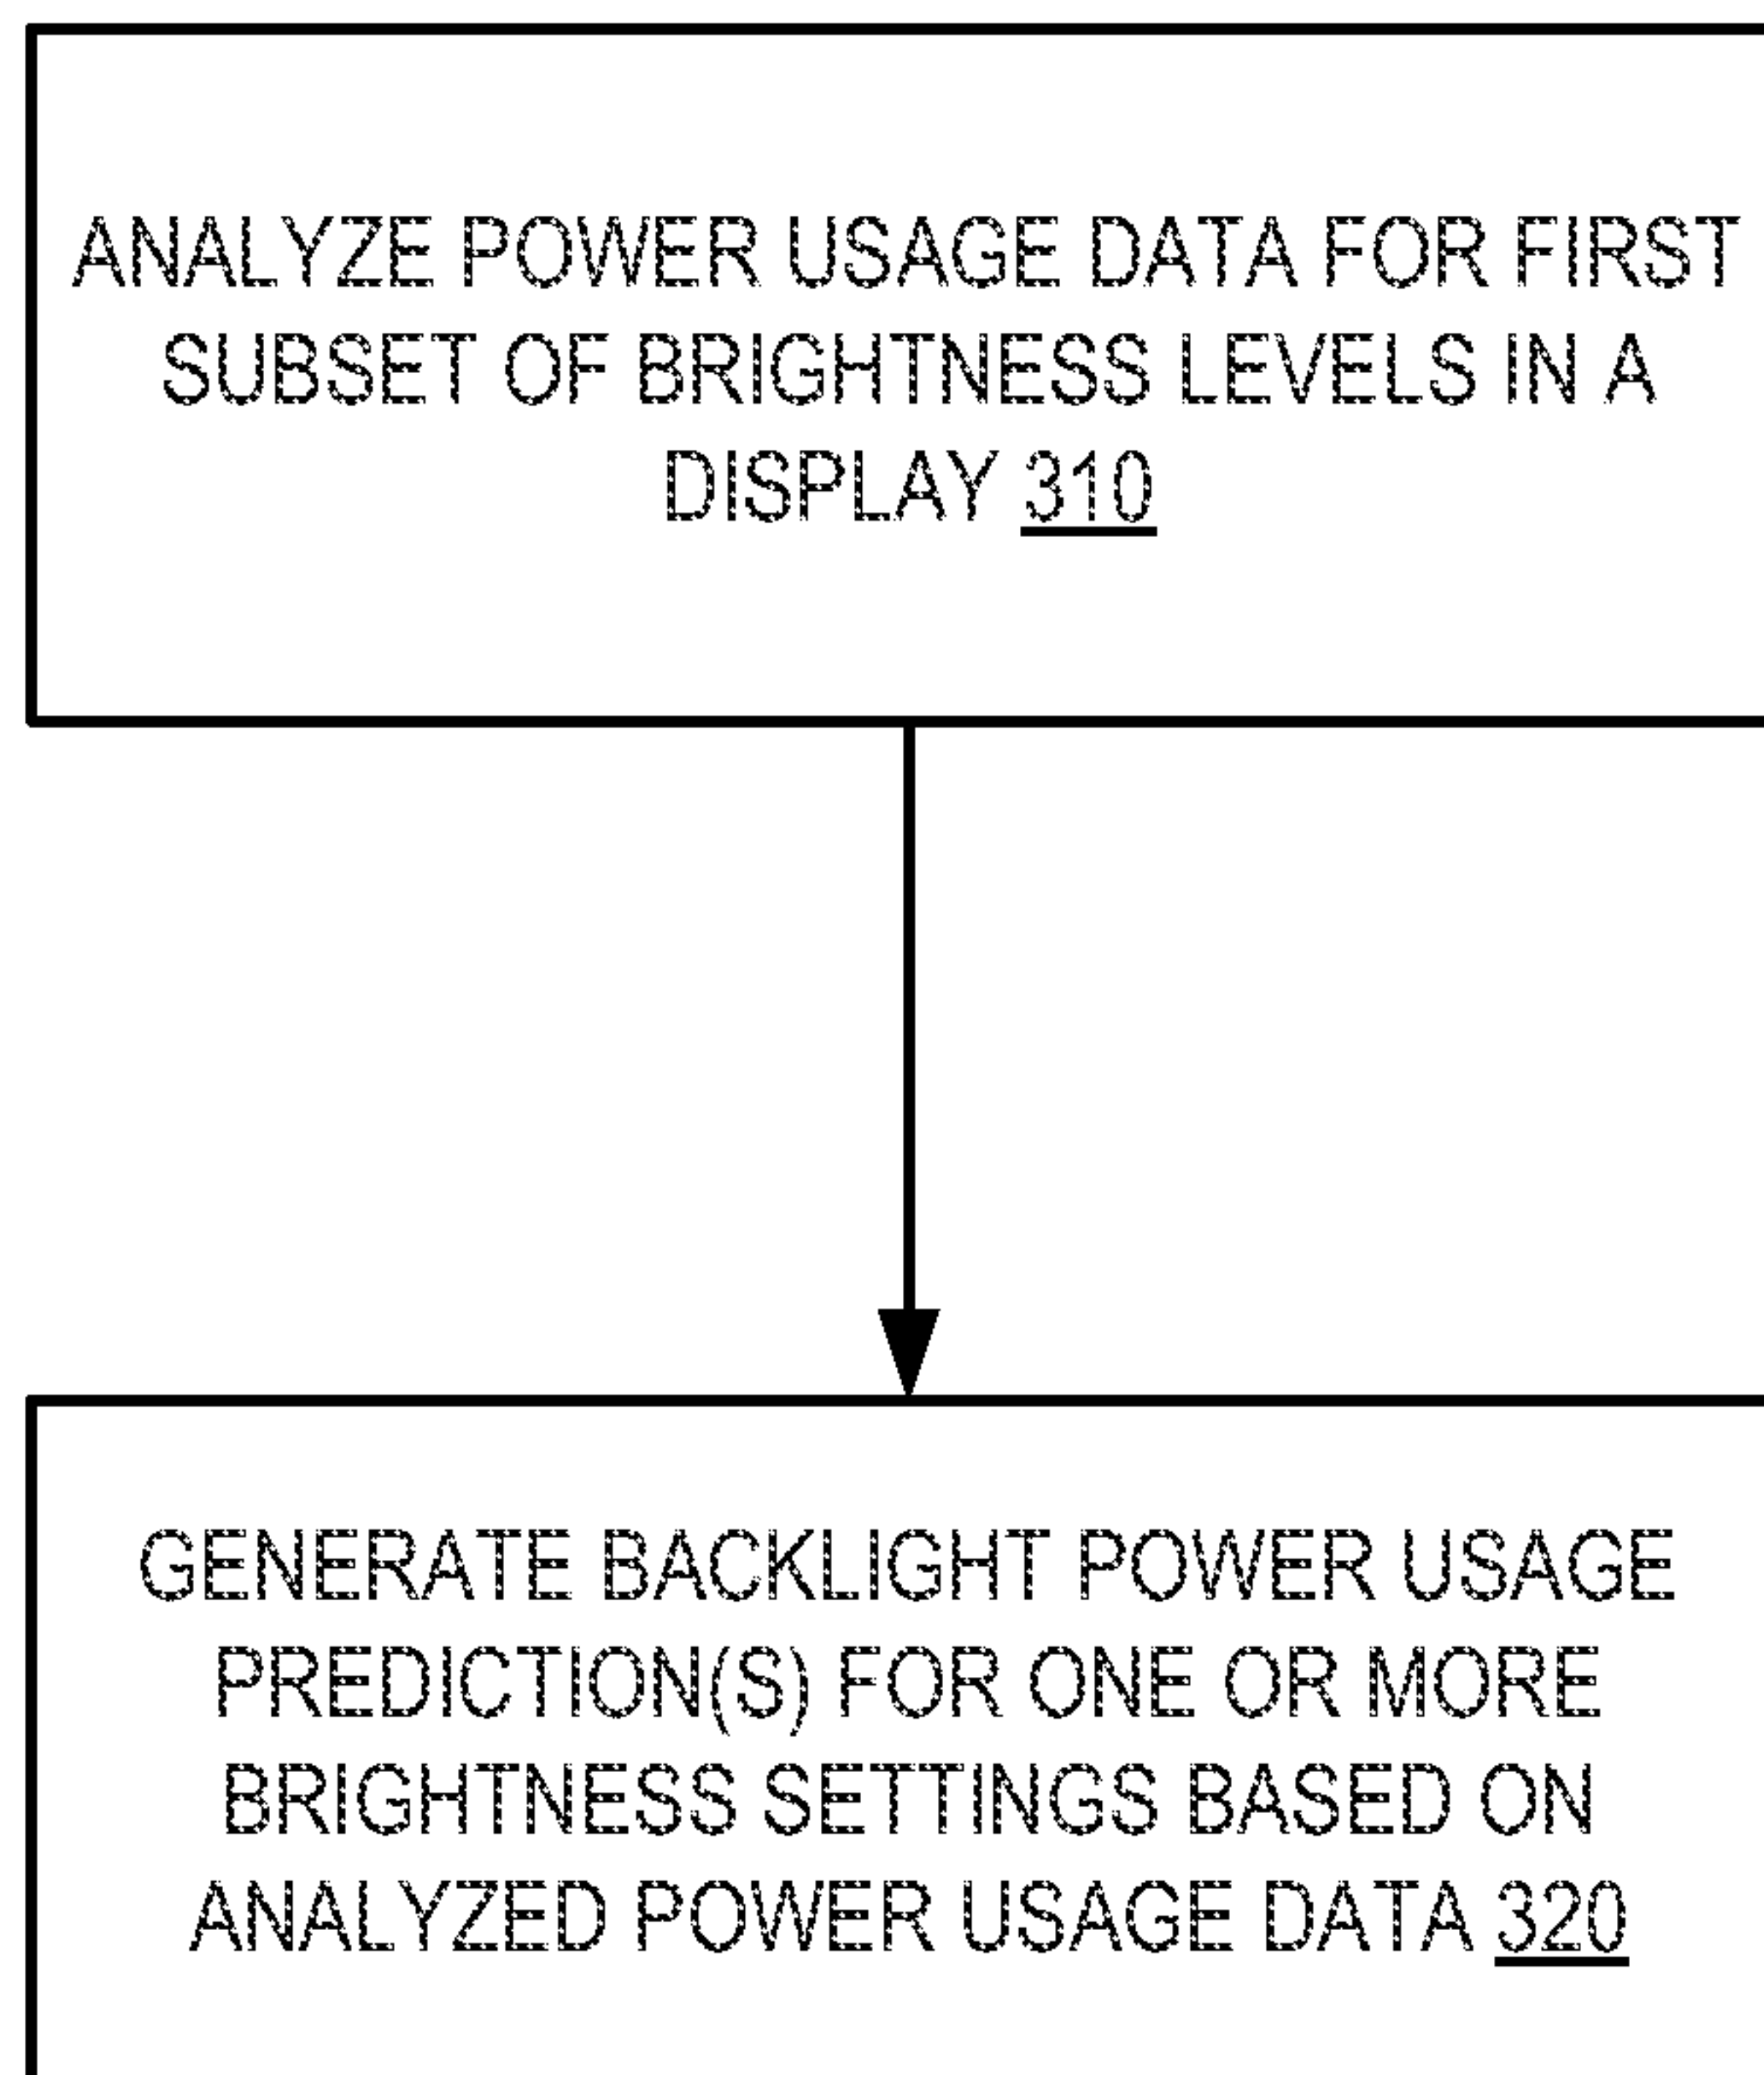 ANALYZE POWER USAGE DATA FOR FIRST
SUBSET OF BRIGHTNESS LEVELS IN A
DISPLAY 310
GENERATE BACKLIGHT POWER USAGE
PREDICTION(S) FOR ONE OR MORE
BRIGHTNESS SETTINGS BASED ON
ANALYZED POWER USAGE DATA 320